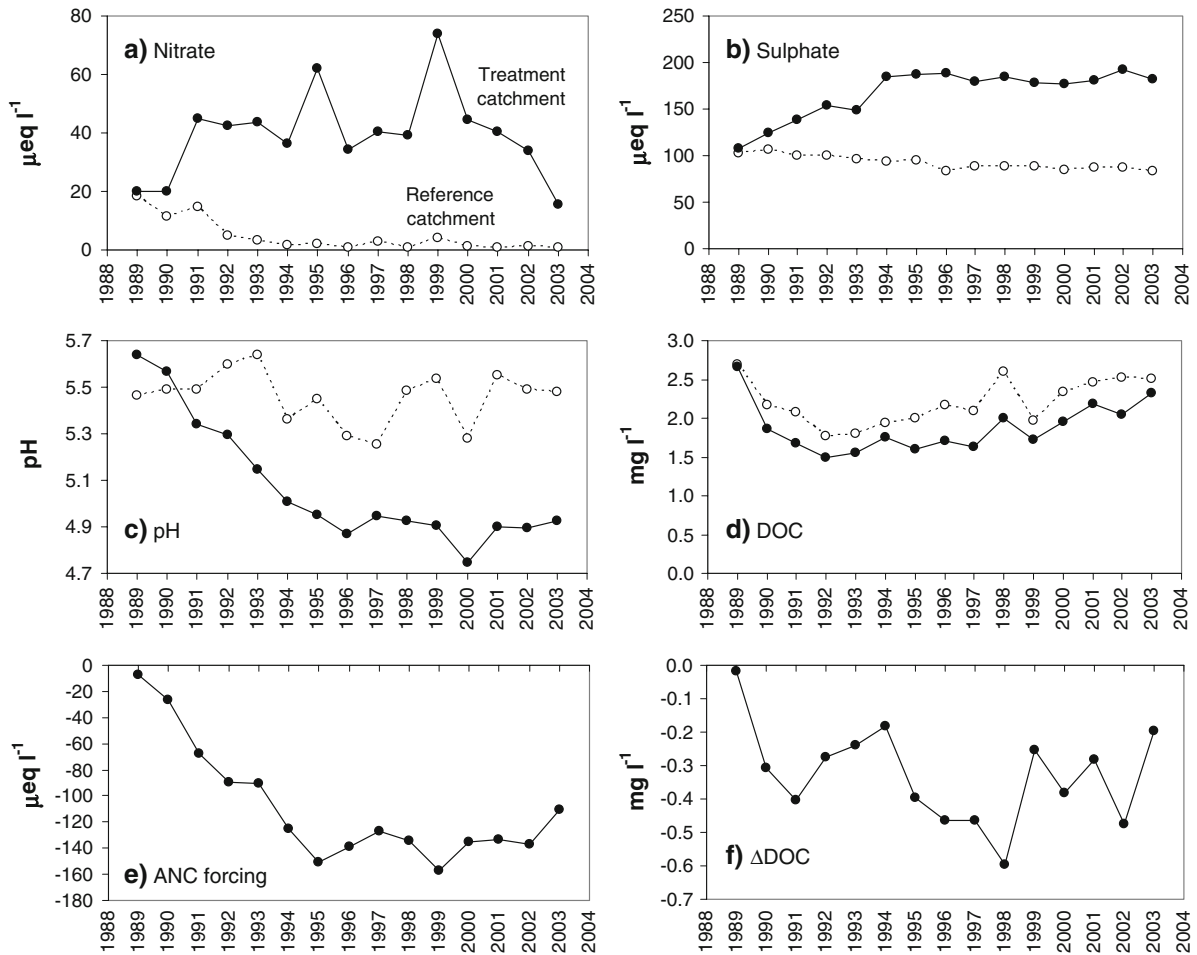 a) Nitrate
Treatment
catchment
Reference
catchment
μeq l⁻¹
80
60
40
20
0
1988 1989 1990 1991 1992 1993 1994 1995 1996 1997 1998 1999 2000 2001 2002 2003 2004
b) Sulphate
μeq l⁻¹
250
200
150
100
50
0
1988 1989 1990 1991 1992 1993 1994 1995 1996 1997 1998 1999 2000 2001 2002 2003 2004
c) pH
pH
5.7
5.5
5.3
5.1
4.9
4.7
1988 1989 1990 1991 1992 1993 1994 1995 1996 1997 1998 1999 2000 2001 2002 2003 2004
d) DOC
mg l⁻¹
3.0
2.5
2.0
1.5
1.0
0.5
0.0
1988 1989 1990 1991 1992 1993 1994 1995 1996 1997 1998 1999 2000 2001 2002 2003 2004
e) ANC forcing
μeq l⁻¹
0
-20
-40
-60
-80
-100
-120
-140
-160
-180
1988 1989 1990 1991 1992 1993 1994 1995 1996 1997 1998 1999 2000 2001 2002 2003 2004
f) ΔDOC
mg l⁻¹
0.0
-0.1
-0.2
-0.3
-0.4
-0.5
-0.6
-0.7
1988 1989 1990 1991 1992 1993 1994 1995 1996 1997 1998 1999 2000 2001 2002 2003 2004